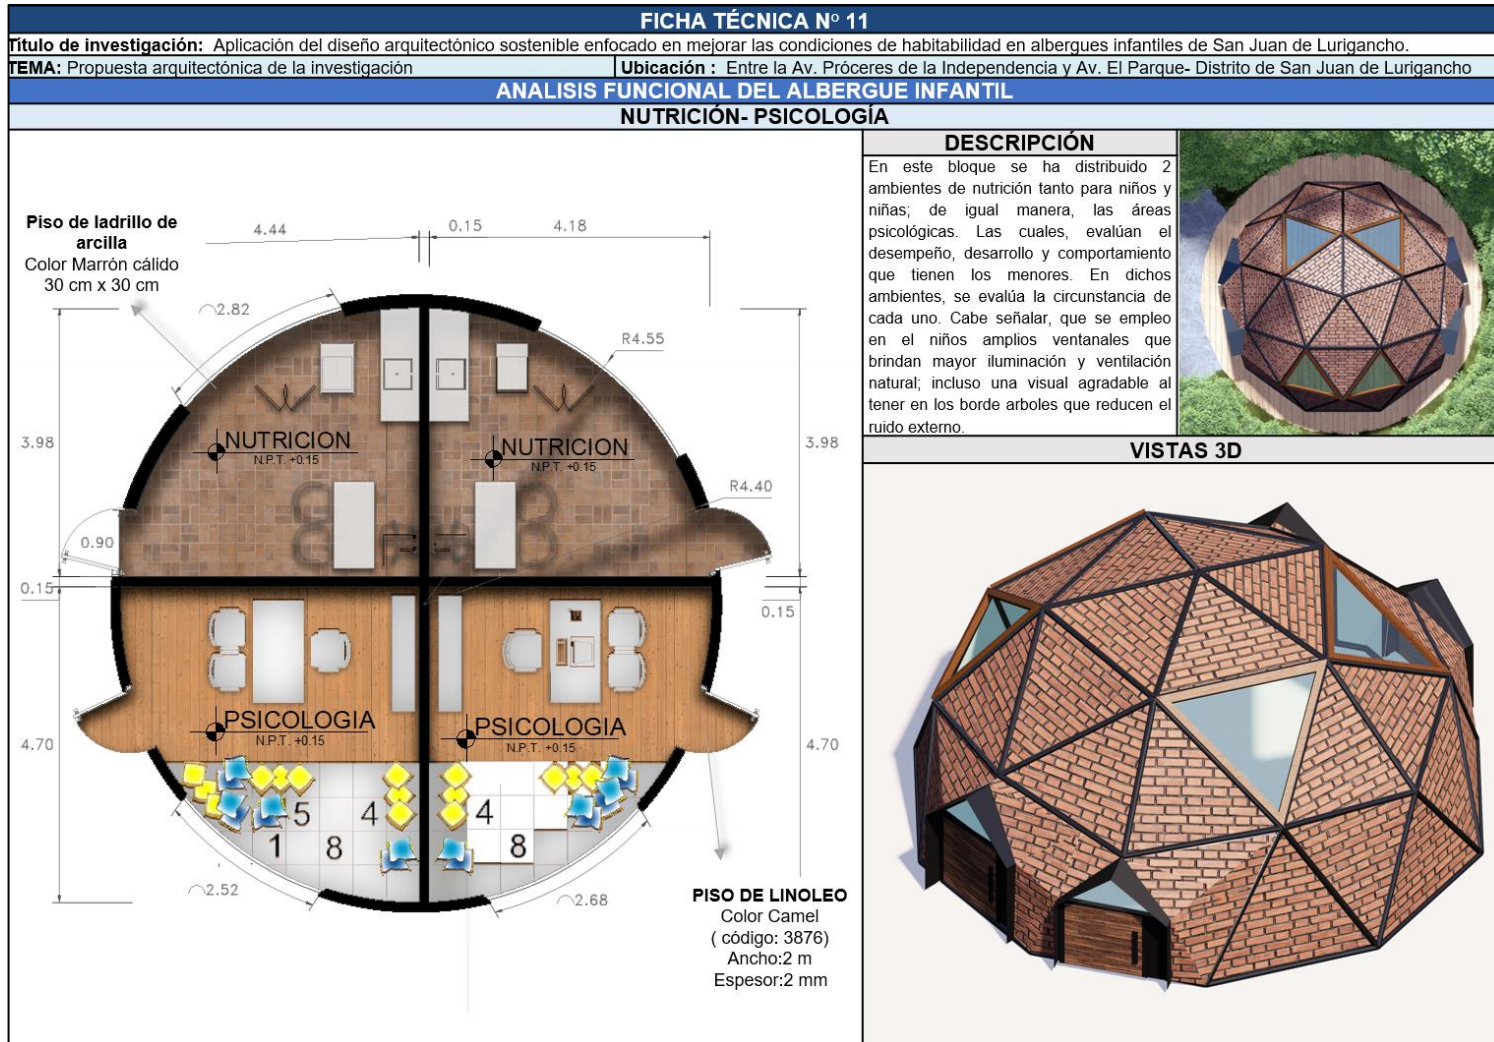 FICHA TÉCNICA Nº 11
Título de investigación: Aplicación del diseño arquitectónico sostenible enfocado en mejorar las condiciones de habitabilidad en albergues infantiles de San Juan de Lurigancho.
TEMA: Propuesta arquitectónica de la investigación
Ubicación : Entre la Av. Próceres de la Independencia y Av. El Parque- Distrito de San Juan de Lurigancho
ANALISIS FUNCIONAL DEL ALBERGUE INFANTIL
NUTRICIÓN- PSICOLOGÍA
Piso de ladrillo de
arcilla
Color Marrón cálido
30 cm x 30 cm
4.44
0.15
4.18
2.82
R4.55
3.98
3.98
NUTRICION
N.P.T. +0.15
NUTRICION
N.P.T. +0.15
R4.40
0.90
0.15
0.15
PSICOLOGIA
N.P.T. +0.15
PSICOLOGIA
N.P.T. +0.15
4.70
4.70
5
4
4
1
8
8
2.52
2.68
PISO DE LINOLEO
Color Camel
( código: 3876)
Ancho:2 m
Espesor:2 mm
DESCRIPCIÓN
En este bloque se ha distribuido 2
ambientes de nutrición tanto para niños y
niñas; de igual manera, las áreas
psicológicas. Las cuales, evalúan el
desempeño, desarrollo y comportamiento
que tienen los menores. En dichos
ambientes, se evalúa la circunstancia de
cada uno. Cabe señalar, que se empleo
en el niños amplios ventanales que
brindan mayor iluminación y ventilación
natural; incluso una visual agradable al
tener en los borde arboles que reducen el
ruido externo.
VISTAS 3D